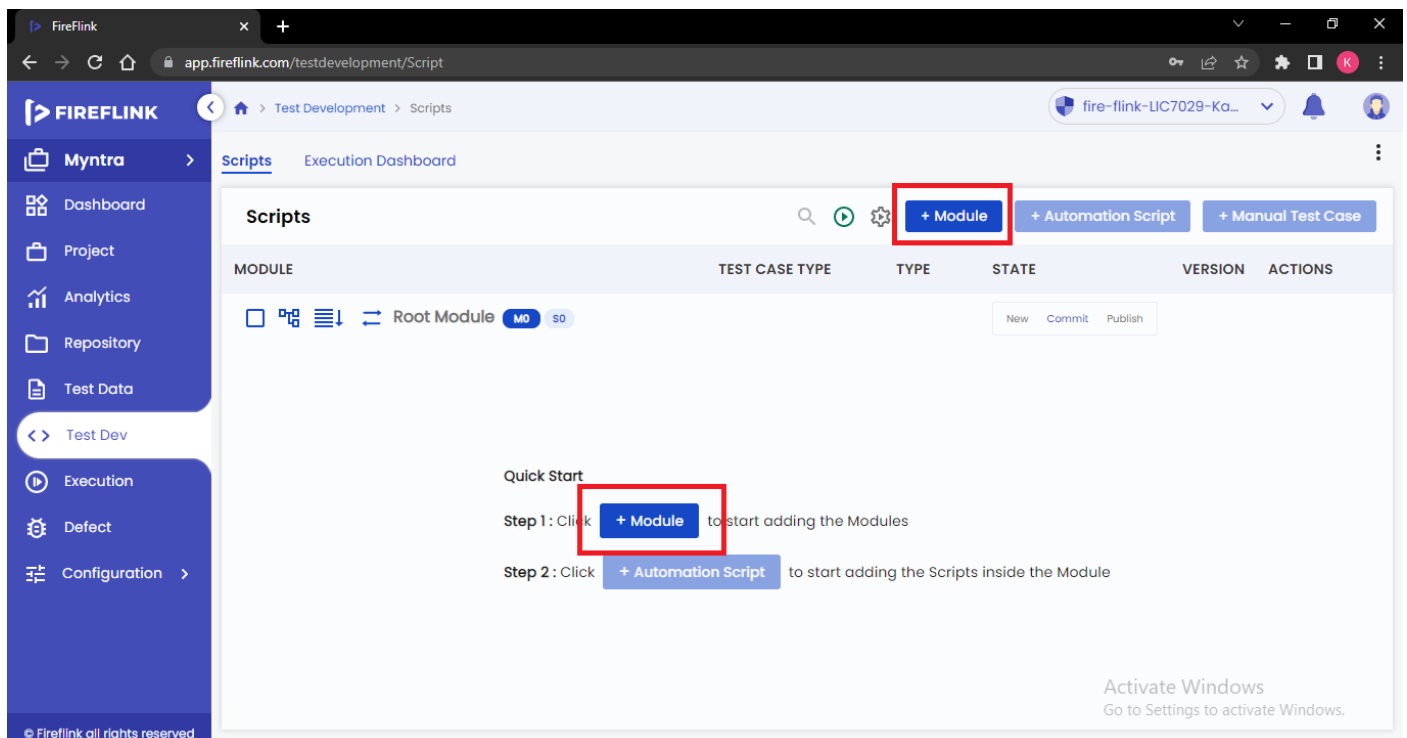 FireFlink
app.fireflink.com/testdevelopment/Script
K
FIREFLINK
Test Development > Scripts
fire-flink-LIC7029-Ka...
Myntra
Scripts Execution Dashboard
Dashboard
Scripts
+ Module
+ Automation Script
+ Manual Test Case
Project
MODULE TEST CASE TYPE TYPE STATE VERSION ACTIONS
Analytics
Root Module M0 S0
New Commit Publish
Repository
Test Data
Test Dev
Execution
Defect
Configuration
Quick Start
Step 1 : Click + Module to start adding the Modules
Step 2 : Click + Automation Script to start adding the Scripts inside the Module
Activate Windows
Go to Settings to activate Windows.
© Fireflink all rights reserved